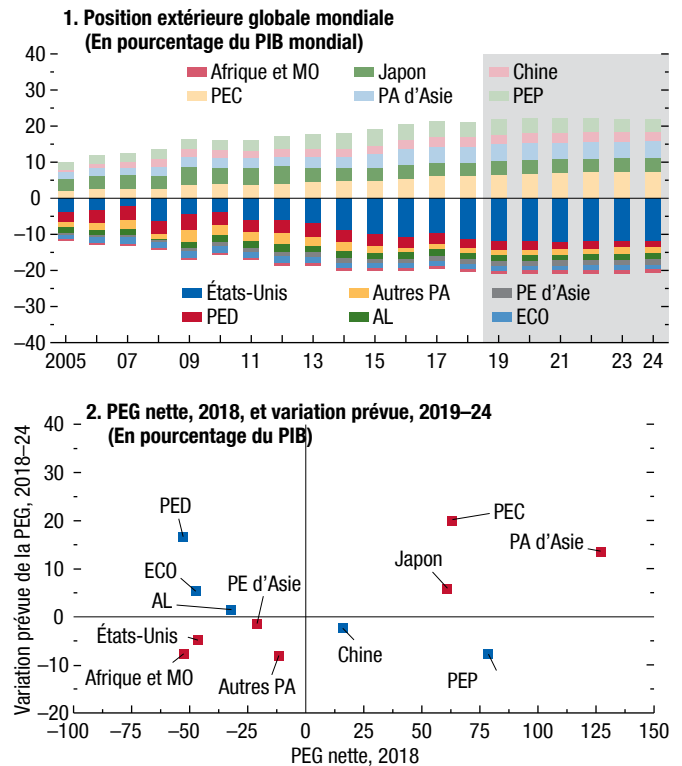 1. Position extérieure globale mondiale
(En pourcentage du PIB mondial)
40
30
20
10
0
–10
–20
–30
–40
Afrique et MO
Japon
Chine
PEC
PA d’Asie
PEP
États-Unis
Autres PA
PE d’Asie
PED
AL
ECO
2005 07 09 11 13 15 17 19 21 23 24
2. PEG nette, 2018, et variation prévue, 2019–24
(En pourcentage du PIB)
Variation prévue de la PEG, 2018–24
40
30
20
10
0
–10
–20
PED
ECO
AL
PE d’Asie
États-Unis
Afrique et MO
Autres PA
PEC
PA d’Asie
Japon
Chine
PEP
–100 –75 –50 –25 0 25 50 75 100 125 150
PEG nette, 2018